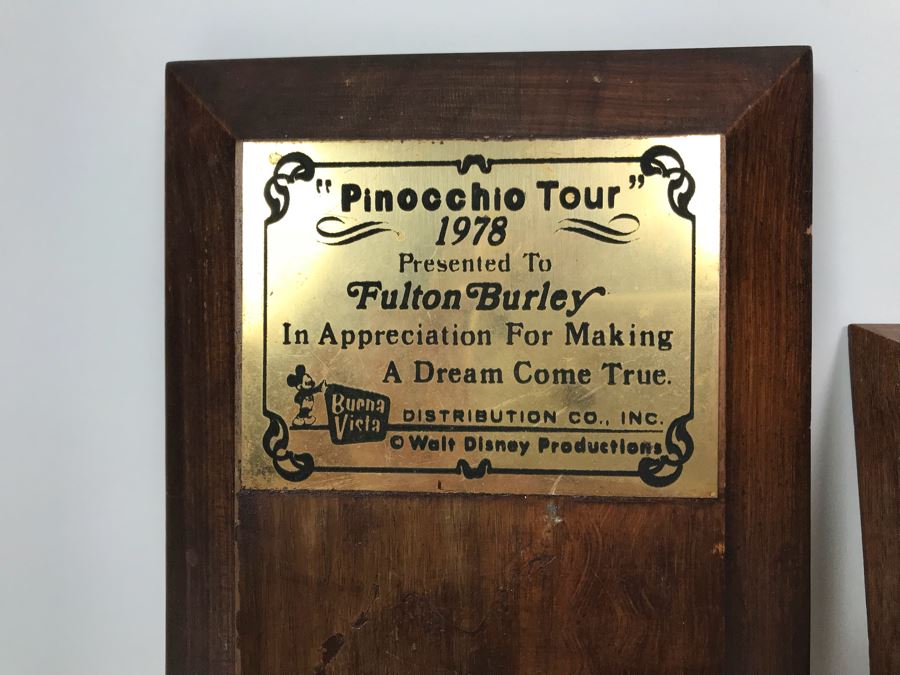 "Pinocchio Tour"
1978
Presented To
Fulton Burley
In Appreciation For Making
A Dream Come True.
Buena
Vista
DISTRIBUTION CO., INC.
© Walt Disney Productions